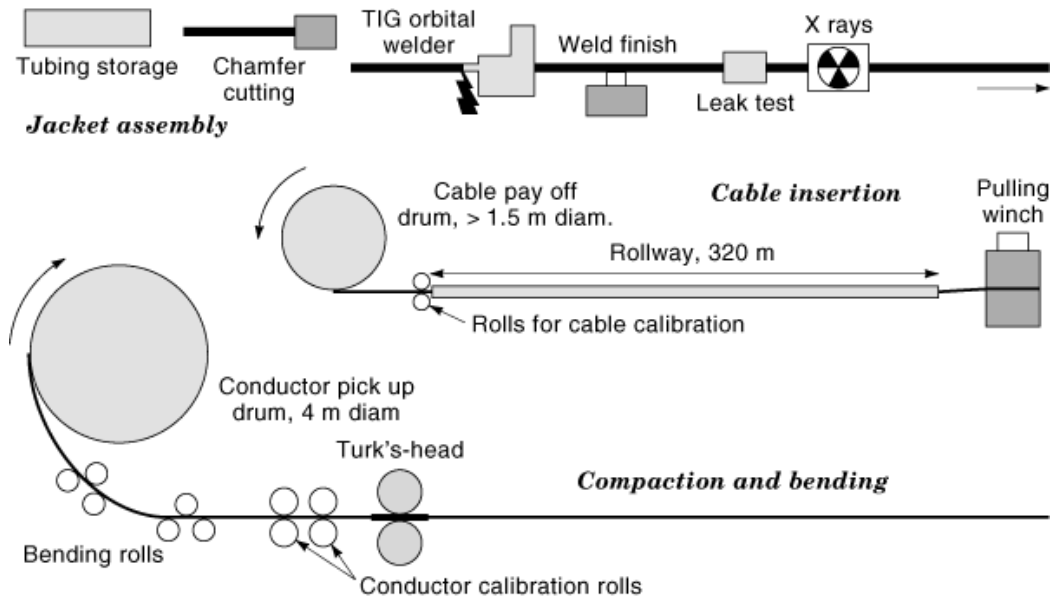 Tubing storage
Chamfer
cutting
TIG orbital
welder
Weld finish
Leak test
X rays
Jacket assembly
Cable pay off
drum, > 1.5 m diam.
Cable insertion
Pulling
winch
Rollway, 320 m
Rolls for cable calibration
Conductor pick up
drum, 4 m diam
Turk's-head
Compaction and bending
Bending rolls
Conductor calibration rolls